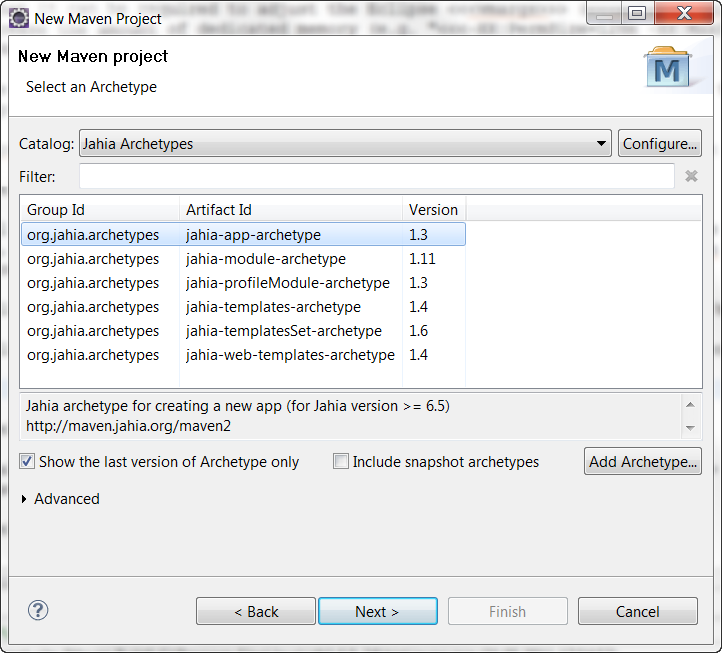 New Maven Project
New Maven project
Select an Archetype
M
Catalog: Jahia Archetypes Configure...
Filter:
Group Id Artifact Id Version
org.jahia.archetypes jahia-app-archetype 1.3
org.jahia.archetypes jahia-module-archetype 1.11
org.jahia.archetypes jahia-profileModule-archetype 1.3
org.jahia.archetypes jahia-templates-archetype 1.4
org.jahia.archetypes jahia-templatesSet-archetype 1.6
org.jahia.archetypes jahia-web-templates-archetype 1.4
Jahia archetype for creating a new app (for Jahia version >= 6.5)
http://maven.jahia.org/maven2
Show the last version of Archetype only Include snapshot archetypes Add Archetype...
Advanced
? < Back Next > Finish Cancel